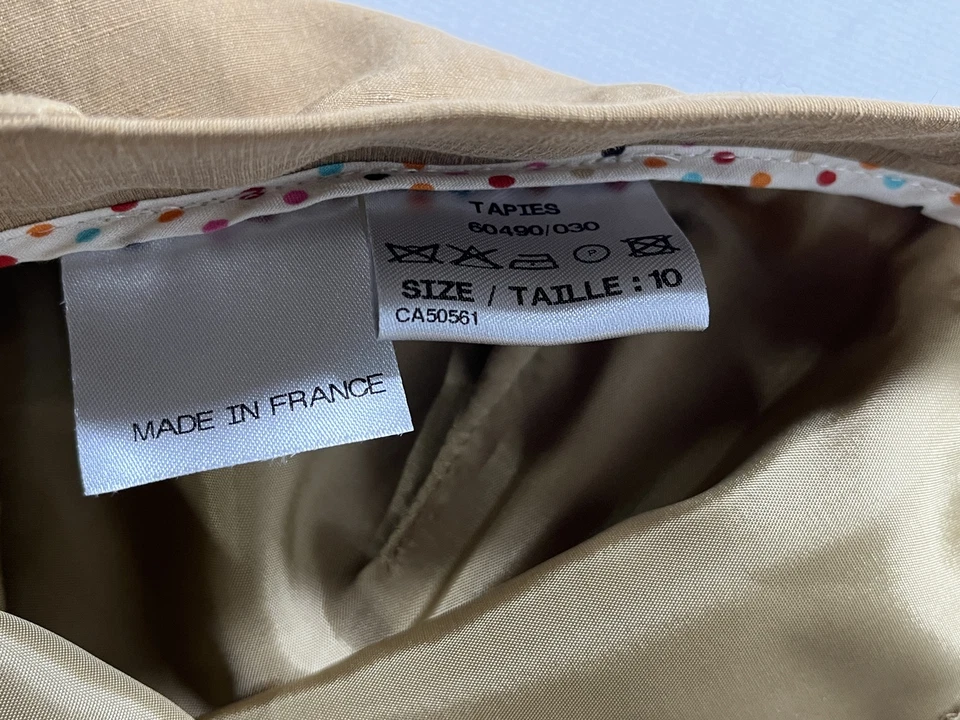 MADE IN FRANCE
TAPIES
60490/030
P
SIZE / TAILLE : 10
CA50561